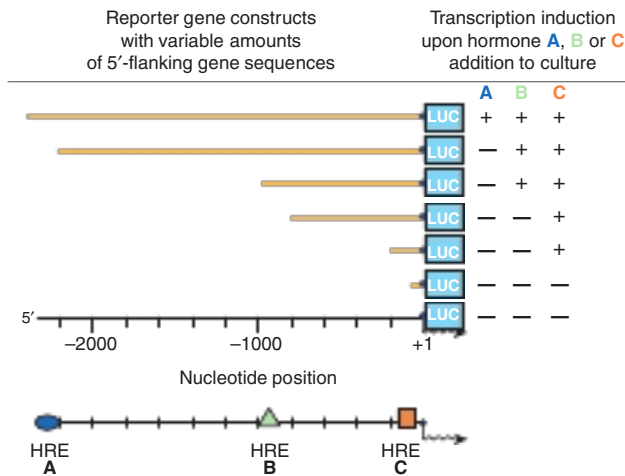 Reporter gene constructs
with variable amounts
of 5′-flanking gene sequences
Transcription induction
upon hormone A, B or C
addition to culture
A B C
LUC + + +
LUC — + +
LUC — + +
LUC — — +
LUC — — +
LUC — — —
5′ LUC — — —
–2000 –1000 +1
Nucleotide position
HRE HRE HRE
A B C